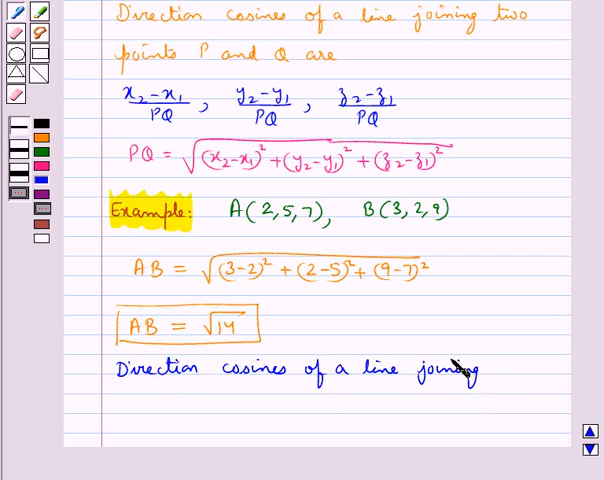 Direction cosines of a line joining two
points P and Q are
x₂-x₁/PQ , y₂-y₁/PQ , z₂-z₁/PQ
PQ = √(x₂-x₁)² + (y₂-y₁)² + (z₂-z₁)²
Example: A(2,5,7), B(3,2,9)
AB = √(3-2)² + (2-5)² + (9-7)²
AB = √14
Direction cosines of a line joining